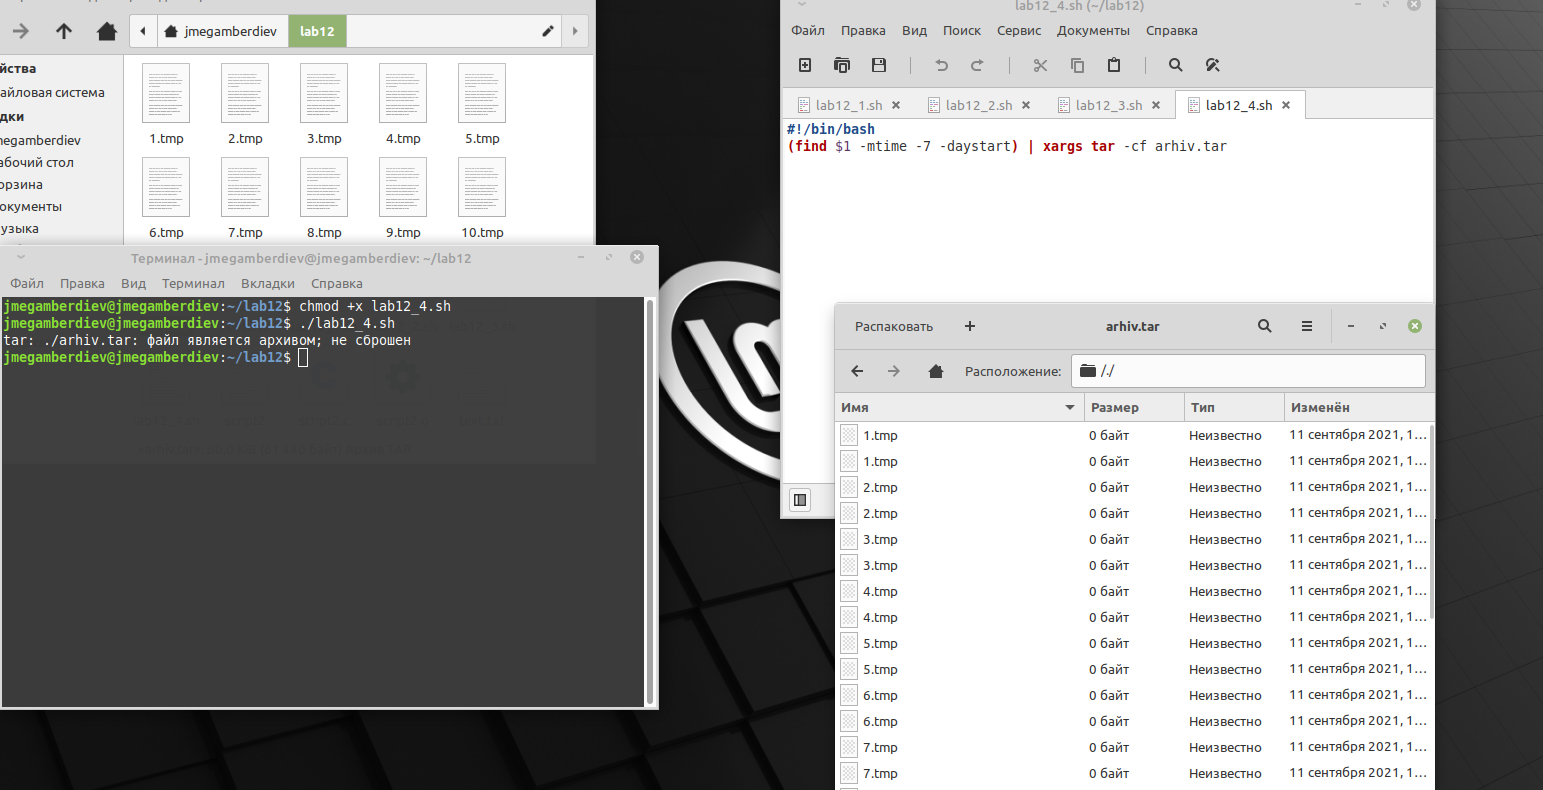 jmegamberdiev
lab12
йства
айловая система
дки
megamberdiev
абочий стол
орзина
окументы
узыка
1.tmp 2.tmp 3.tmp 4.tmp 5.tmp
6.tmp 7.tmp 8.tmp 9.tmp 10.tmp
Терминал - jmegamberdiev@jmegamberdiev: ~/lab12
Файл Правка Вид Терминал Вкладки Справка
jmegamberdiev@jmegamberdiev:~/lab12$ chmod +x lab12_4.sh
jmegamberdiev@jmegamberdiev:~/lab12$ ./lab12_4.sh
tar: ./arhiv.tar: файл является архивом; не сброшен
jmegamberdiev@jmegamberdiev:~/lab12$
lab12_4.sh (~/lab12)
Файл Правка Вид Поиск Сервис Документы Справка
lab12_1.sh lab12_2.sh lab12_3.sh lab12_4.sh
#!/bin/bash
(find $1 -mtime -7 -daystart) | xargs tar -cf arhiv.tar
Распаковать
arhiv.tar
Расположение: /./
Имя Размер Тип Изменён
1.tmp 0 байт Неизвестно 11 сентября 2021, 1...
1.tmp 0 байт Неизвестно 11 сентября 2021, 1...
2.tmp 0 байт Неизвестно 11 сентября 2021, 1...
2.tmp 0 байт Неизвестно 11 сентября 2021, 1...
3.tmp 0 байт Неизвестно 11 сентября 2021, 1...
3.tmp 0 байт Неизвестно 11 сентября 2021, 1...
4.tmp 0 байт Неизвестно 11 сентября 2021, 1...
4.tmp 0 байт Неизвестно 11 сентября 2021, 1...
5.tmp 0 байт Неизвестно 11 сентября 2021, 1...
5.tmp 0 байт Неизвестно 11 сентября 2021, 1...
6.tmp 0 байт Неизвестно 11 сентября 2021, 1...
6.tmp 0 байт Неизвестно 11 сентября 2021, 1...
7.tmp 0 байт Неизвестно 11 сентября 2021, 1...
7.tmp 0 байт Неизвестно 11 сентября 2021, 1...